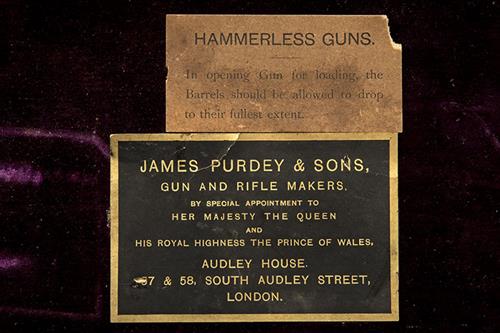 HAMMERLESS GUNS.
In opening Gun for loading, the
Barrels should be allowed to drop
to their fullest extent.
JAMES PURDEY & SONS,
GUN AND RIFLE MAKERS,
BY SPECIAL APPOINTMENT TO
HER MAJESTY THE QUEEN
AND
HIS ROYAL HIGHNESS THE PRINCE OF WALES,
AUDLEY HOUSE.
57 & 58, SOUTH AUDLEY STREET,
LONDON.